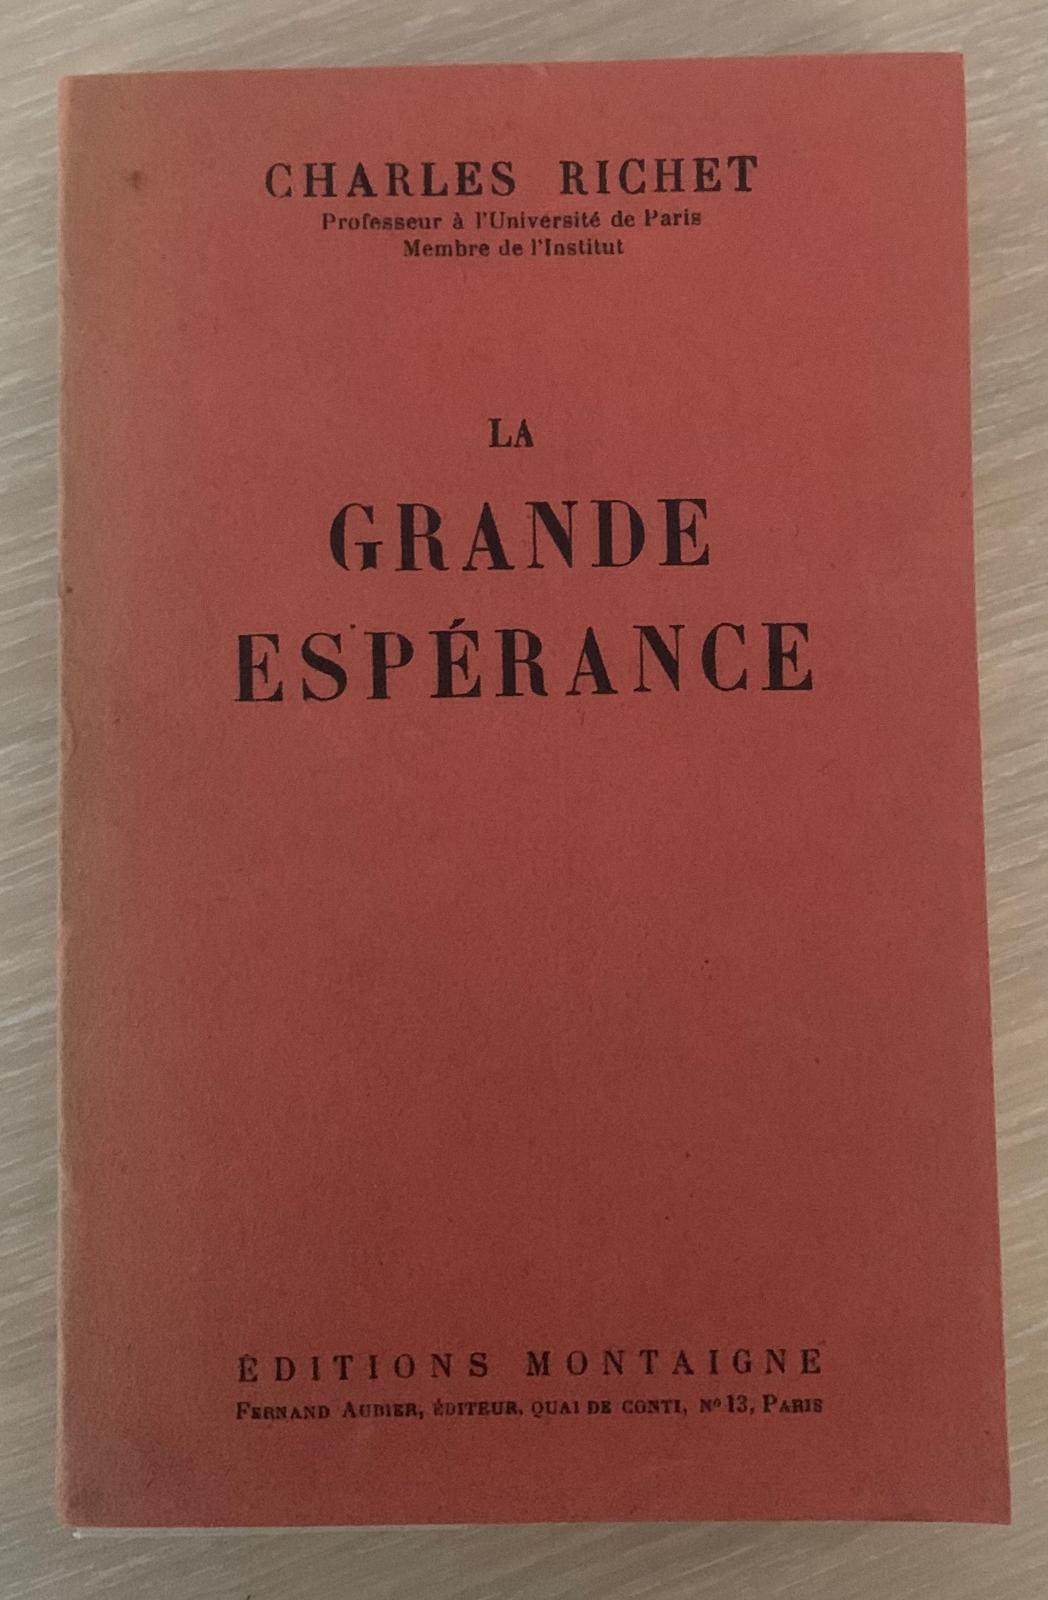 CHARLES RICHET
Professeur à l'Université de Paris
Membre de l'Institut
LA
GRANDE
ESPÉRANCE
ÉDITIONS MONTAIGNE
FERNAND AUBIER, ÉDITEUR, QUAI DE CONTI, Nº 13, PARIS